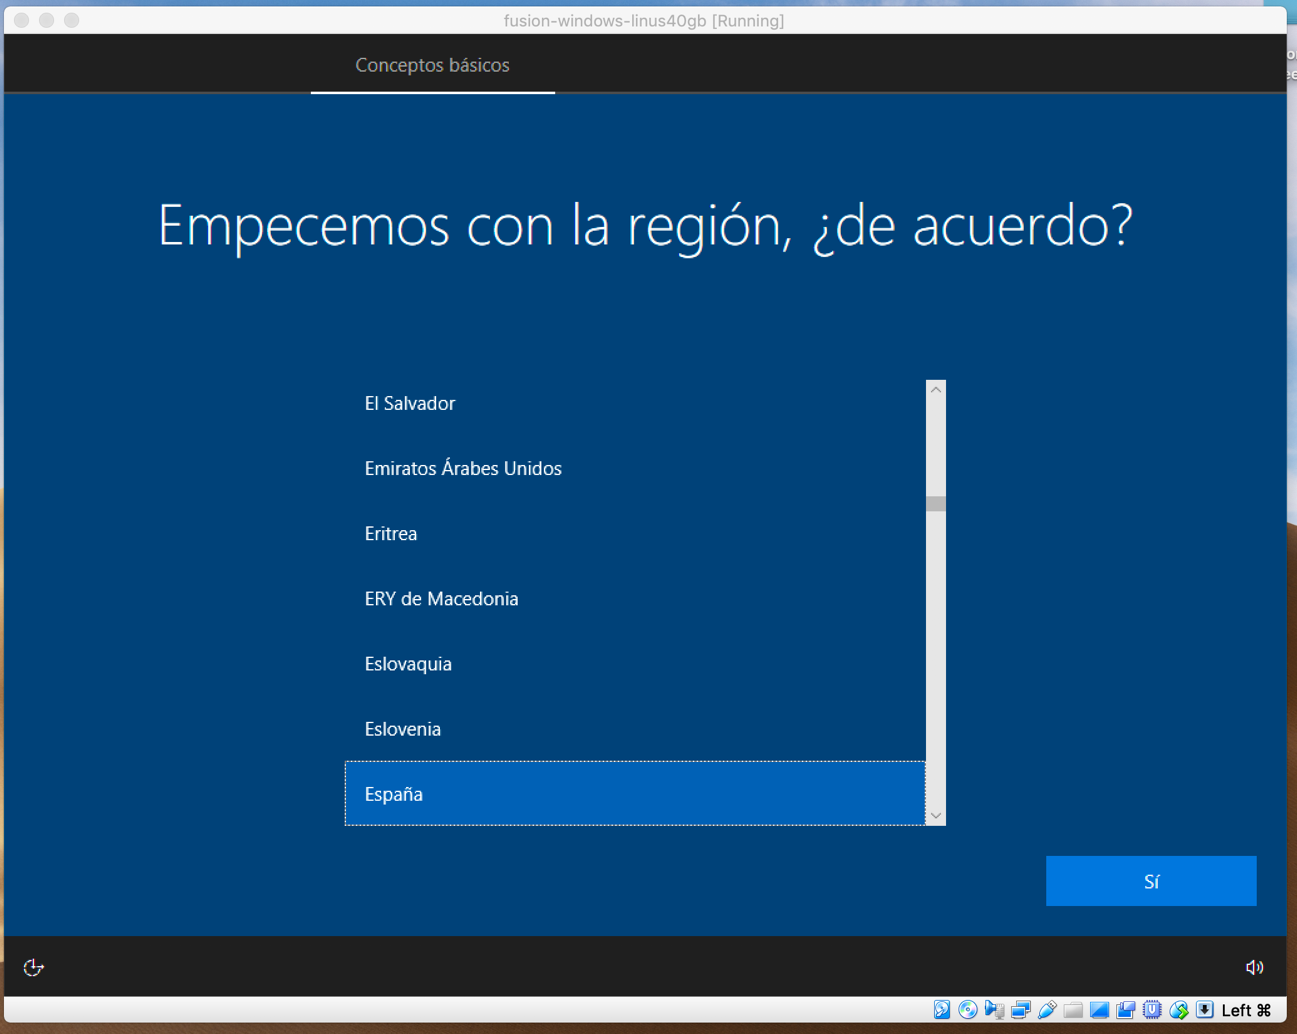 fusion-windows-linus40gb [Running]
Conceptos básicos
Empecemos con la región, ¿de acuerdo?
El Salvador
Emiratos Árabes Unidos
Eritrea
ERY de Macedonia
Eslovaquia
Eslovenia
España
Sí
Left ⌘